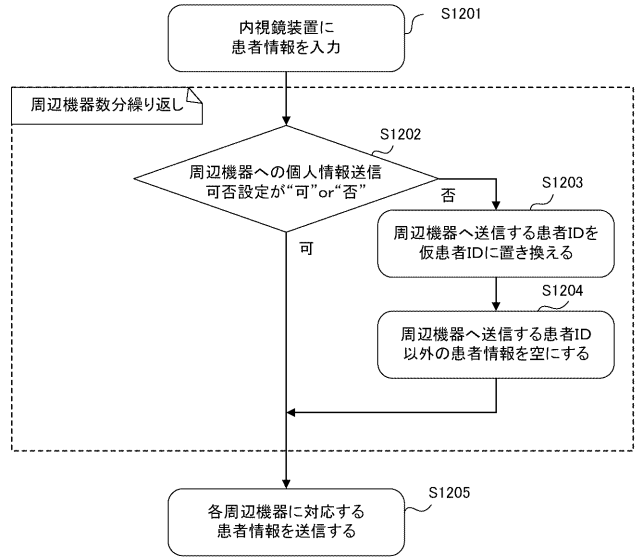 内視鏡装置に
患者情報を入力
S1201
周辺機器数分繰り返し
S1202
周辺機器への個人情報送信
可否設定が“可”or“否”
否
可
S1203
周辺機器へ送信する患者IDを
仮患者IDに置き換える
S1204
周辺機器へ送信する患者ID
以外の患者情報を空にする
S1205
各周辺機器に対応する
患者情報を送信する